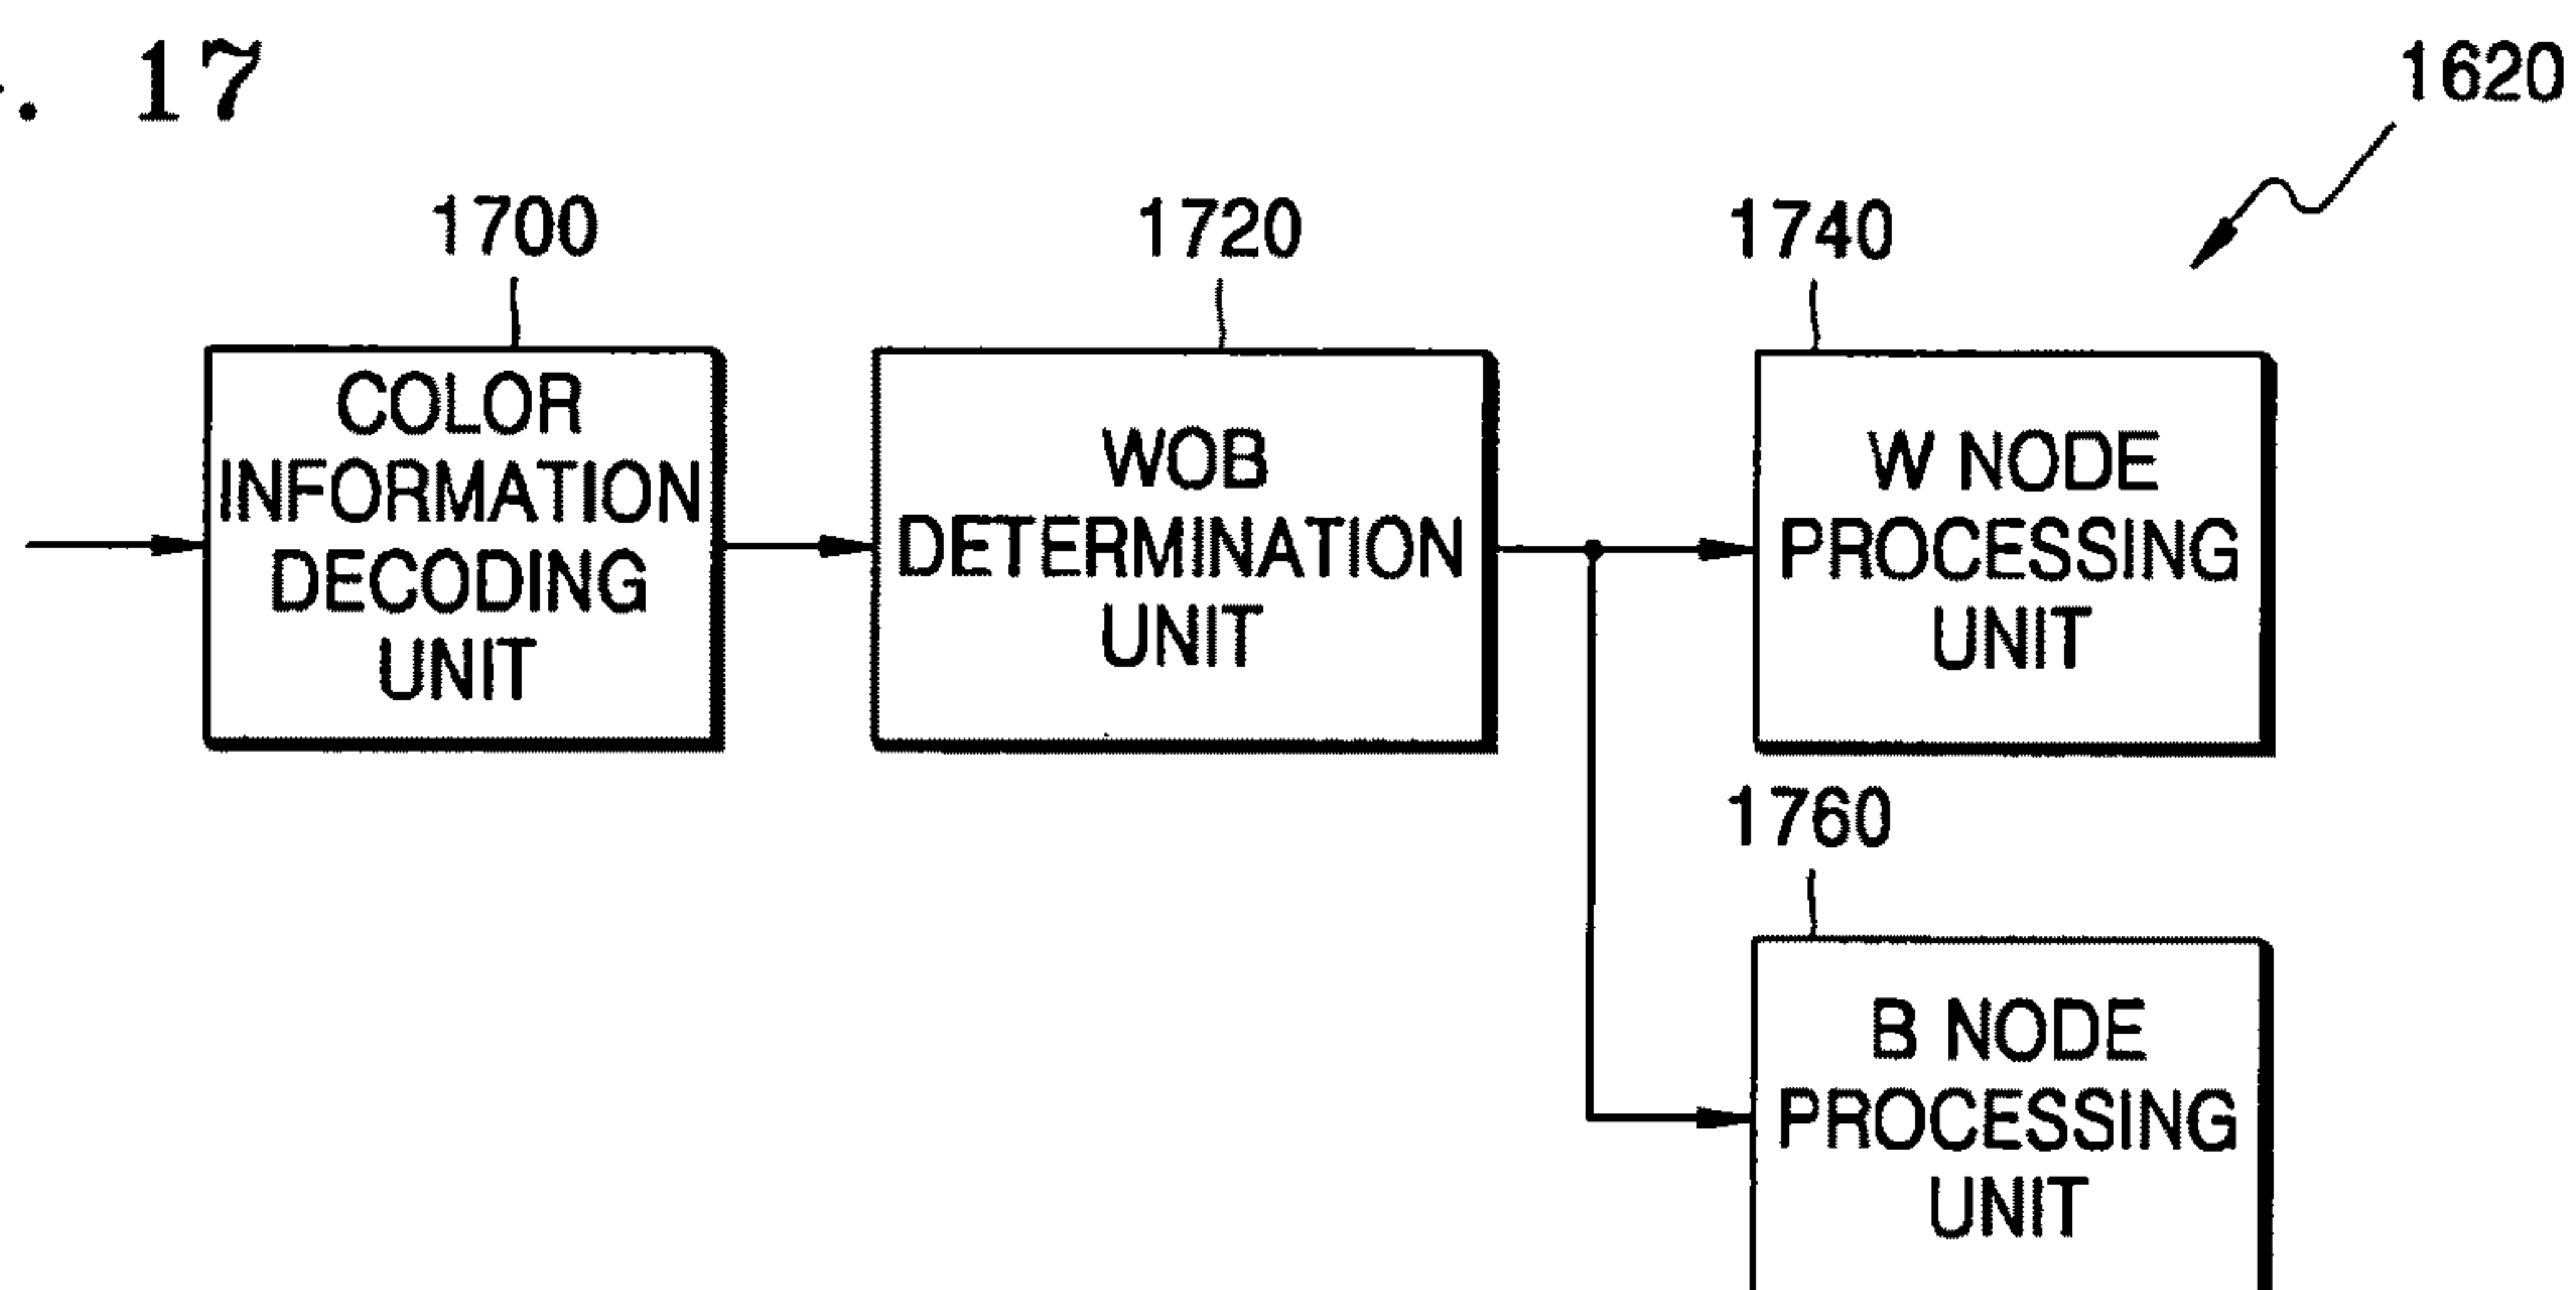 . 17
1620
1700
1720
1740
COLOR
INFORMATION
DECODING
UNIT
WOB
DETERMINATION
UNIT
W NODE
PROCESSING
UNIT
1760
B NODE
PROCESSING
UNIT